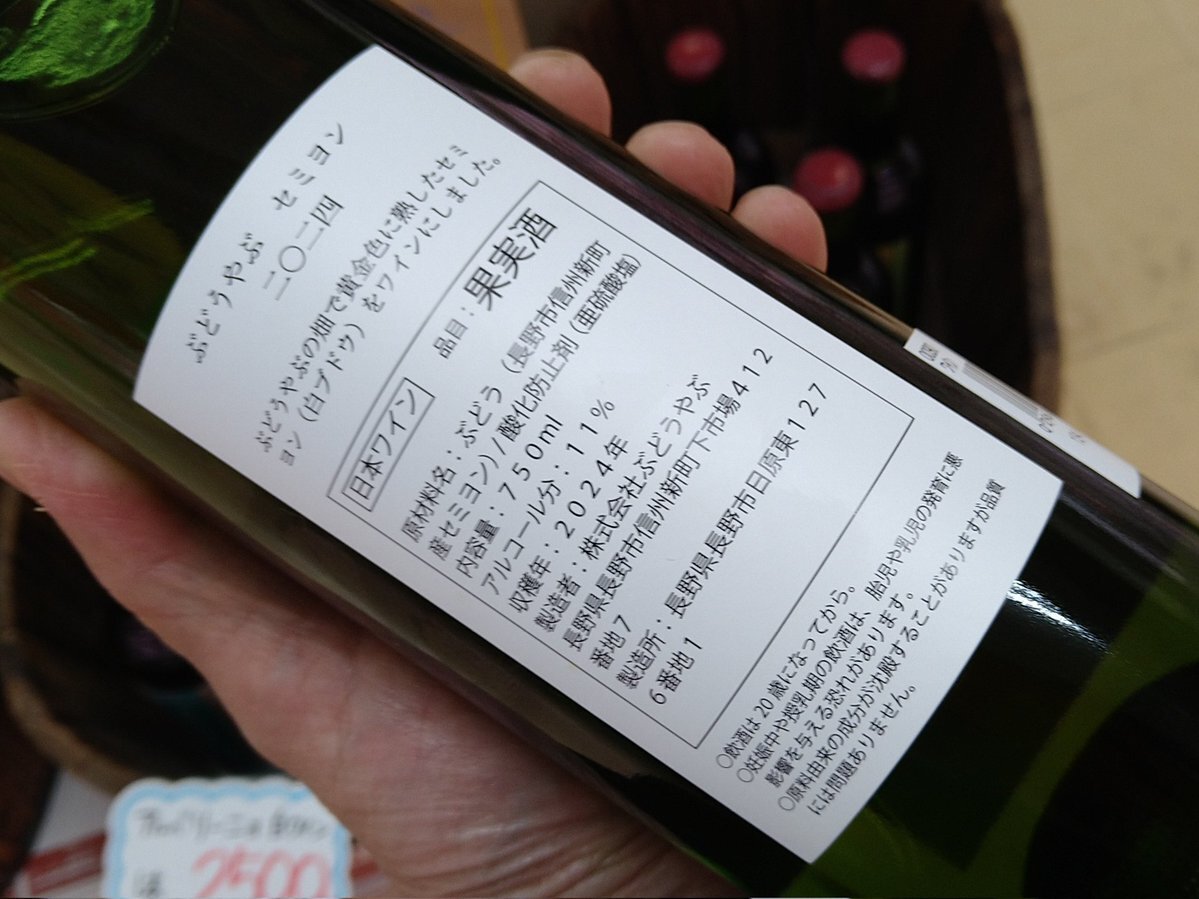 ぶどうやぶ　セミヨン
二〇二四
ぶどうやぶの畑で黄金色に熟したセミ
ヨン（白ブドウ）をワインにしました。
日本ワイン　品目：果実酒
原材料名：ぶどう（長野市信州新町
産セミヨン）/酸化防止剤（亜硫酸塩）
内容量：750ml
アルコール分：11％
収穫年：2024年
製造者：株式会社ぶどうやぶ
長野県長野市信州新町下市場412
番地7
製造所：長野県長野市日原東127
6番地1
○飲酒は20歳になってから。
○妊娠中や授乳期の飲酒は、胎児や乳児の発育に悪
影響を与える恐れがあります。
○原料由来の成分が沈殿することがありますが品質
には問題ありません。
は 2500